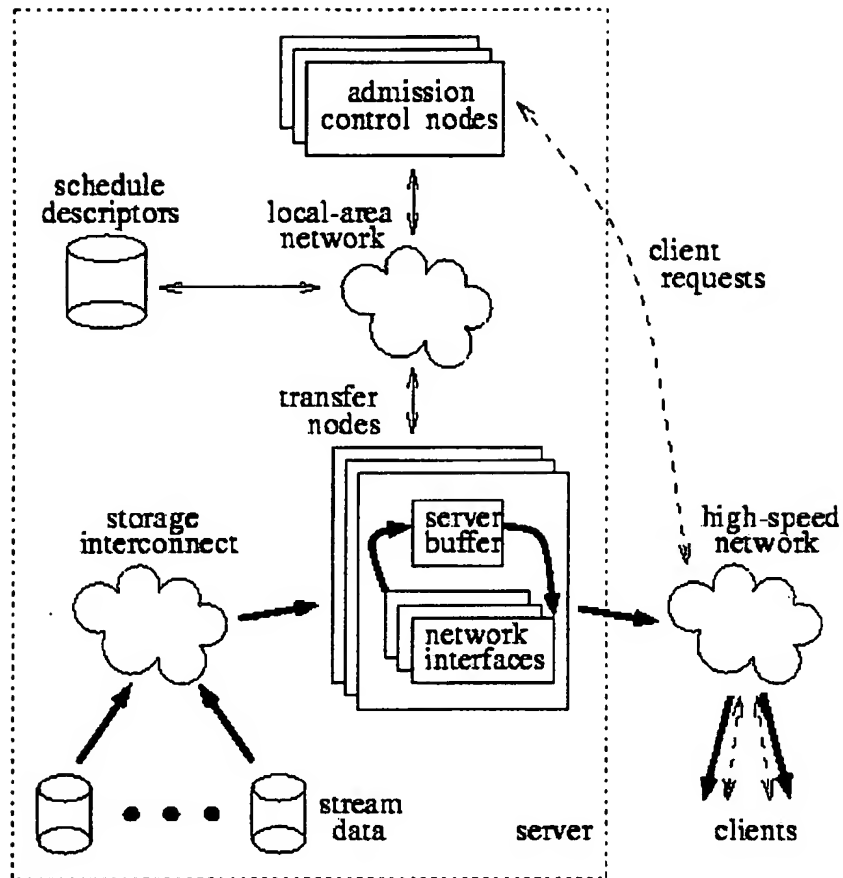 admission
control nodes
schedule
descriptors
local-area
network
client
requests
transfer
nodes
storage
interconnect
server
buffer
high-speed
network
network
interfaces
stream
data
server
clients